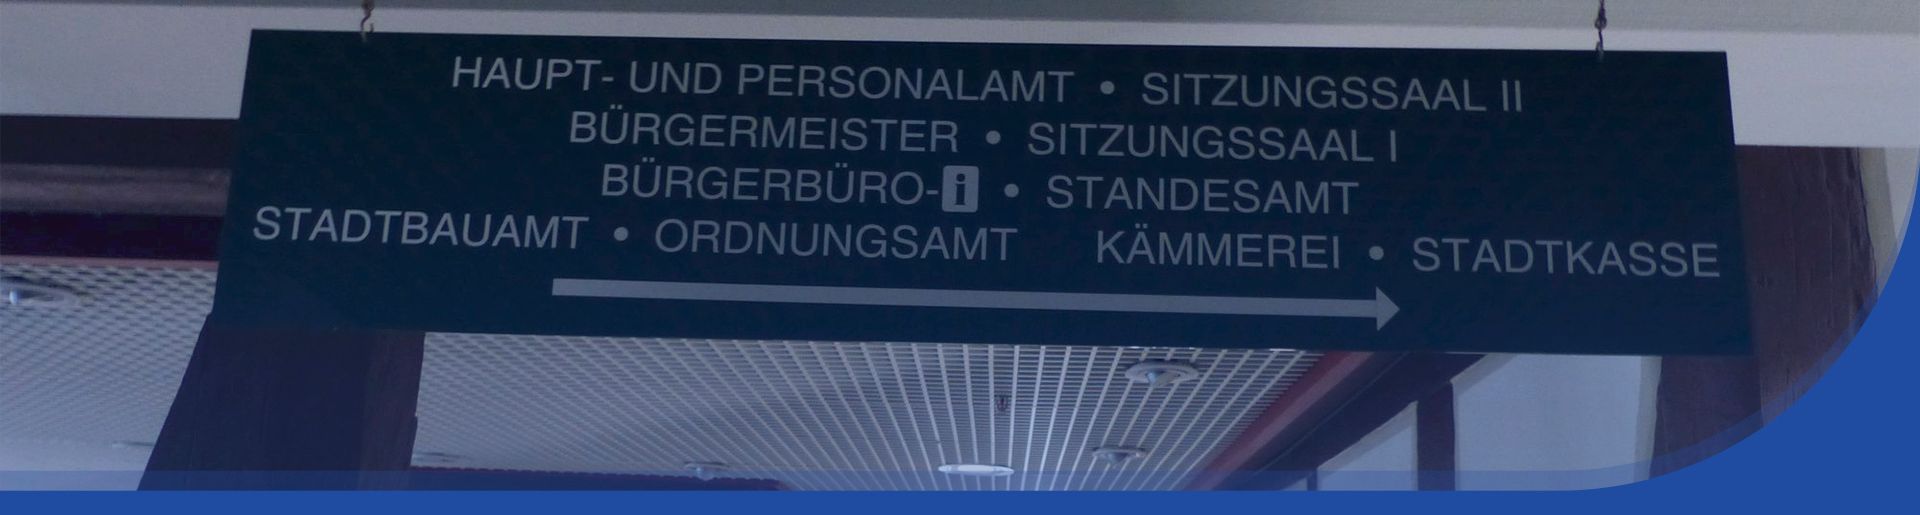 HAUPT- UND PERSONALAMT • SITZUNGSSAAL II
BÜRGERMEISTER • SITZUNGSSAAL I
BÜRGERBÜRO-i • STANDESAMT
STADTBAUAMT • ORDNUNGSAMT KÄMMEREI • STADTKASSE